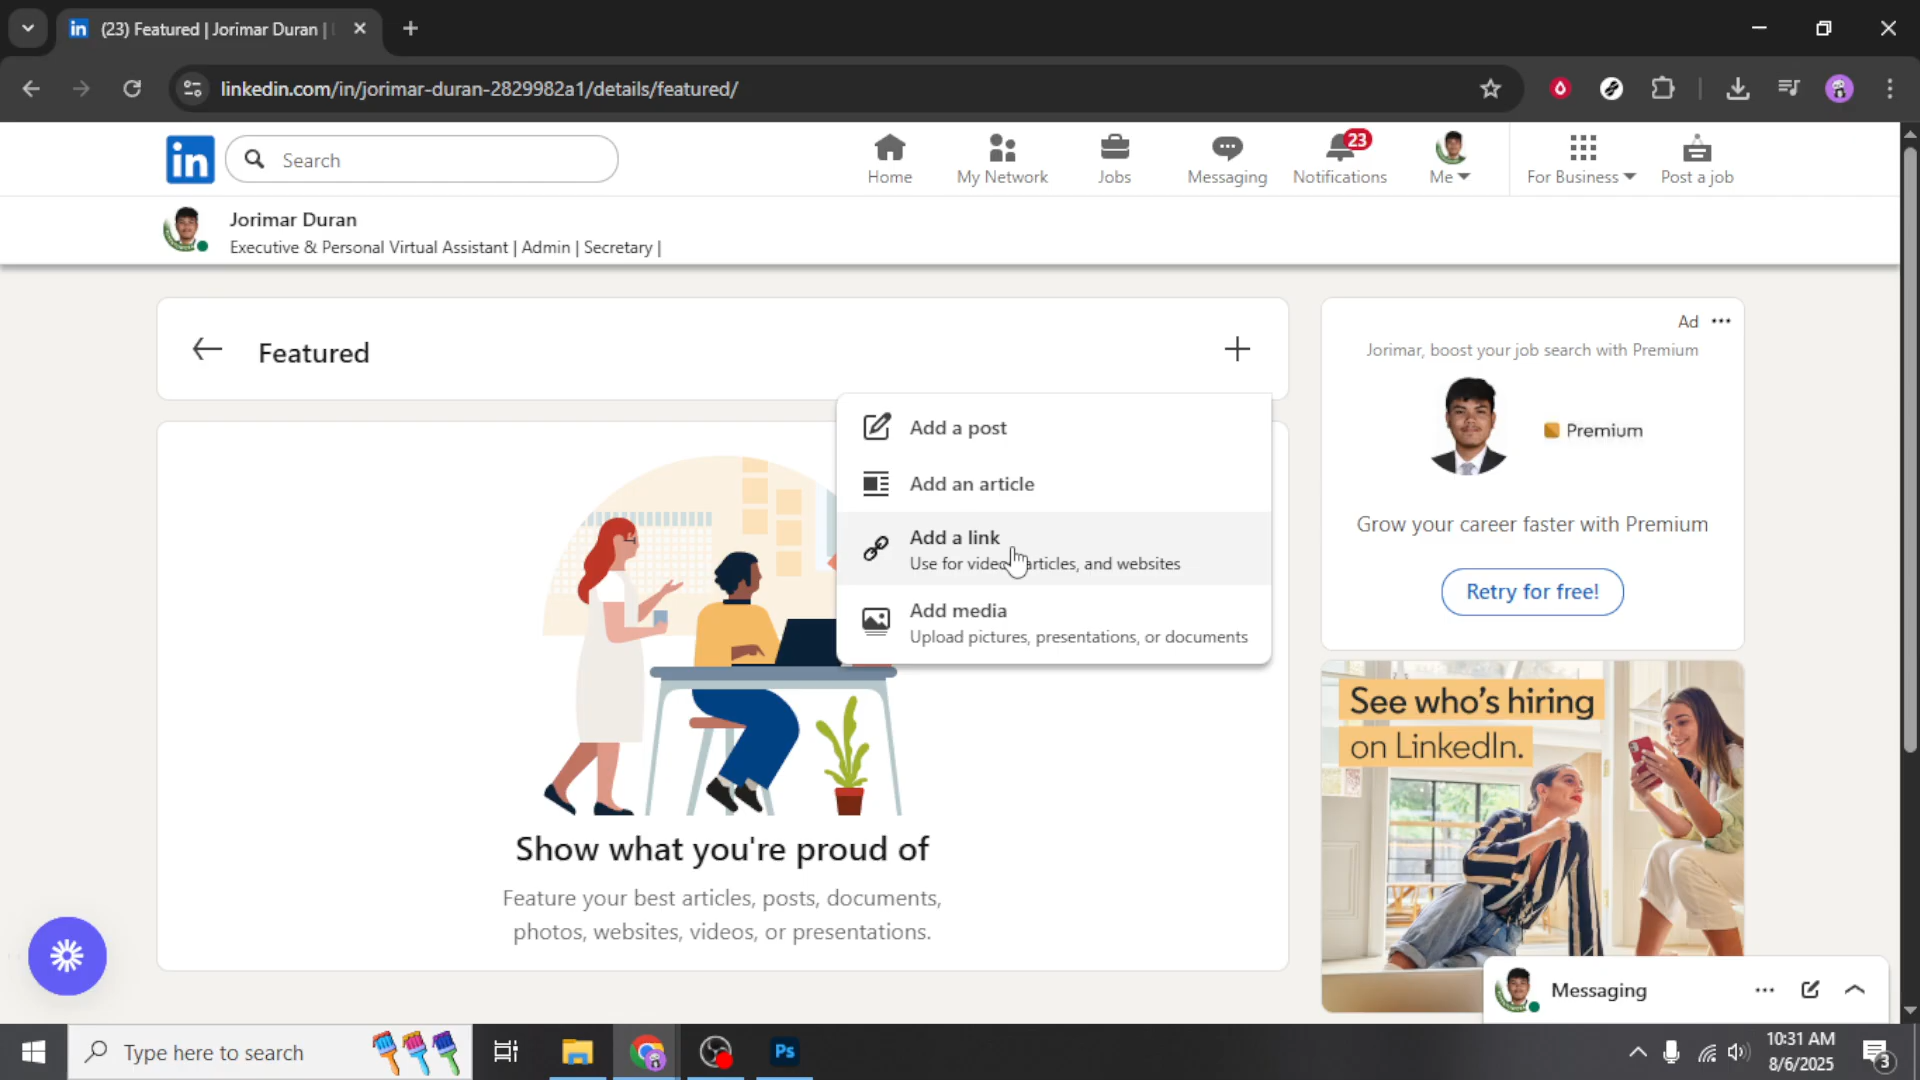 (23) Featured | Jorimar Duran |
linkedin.com/in/jorimar-duran-2829982a1/details/featured/
in
Search
Home
My Network
Jobs
Messaging
23
Notifications
Me
For Business
Post a job
Jorimar Duran
Executive & Personal Virtual Assistant | Admin | Secretary |
Featured
Add a post
Add an article
Add a link
Use for videos, articles, and websites
Add media
Upload pictures, presentations, or documents
Show what you're proud of
Feature your best articles, posts, documents,
photos, websites, videos, or presentations.
Ad
Jorimar, boost your job search with Premium
Premium
Grow your career faster with Premium
Retry for free!
See who's hiring
on LinkedIn.
Messaging
Type here to search
Ps
10:31 AM
8/6/2025
3